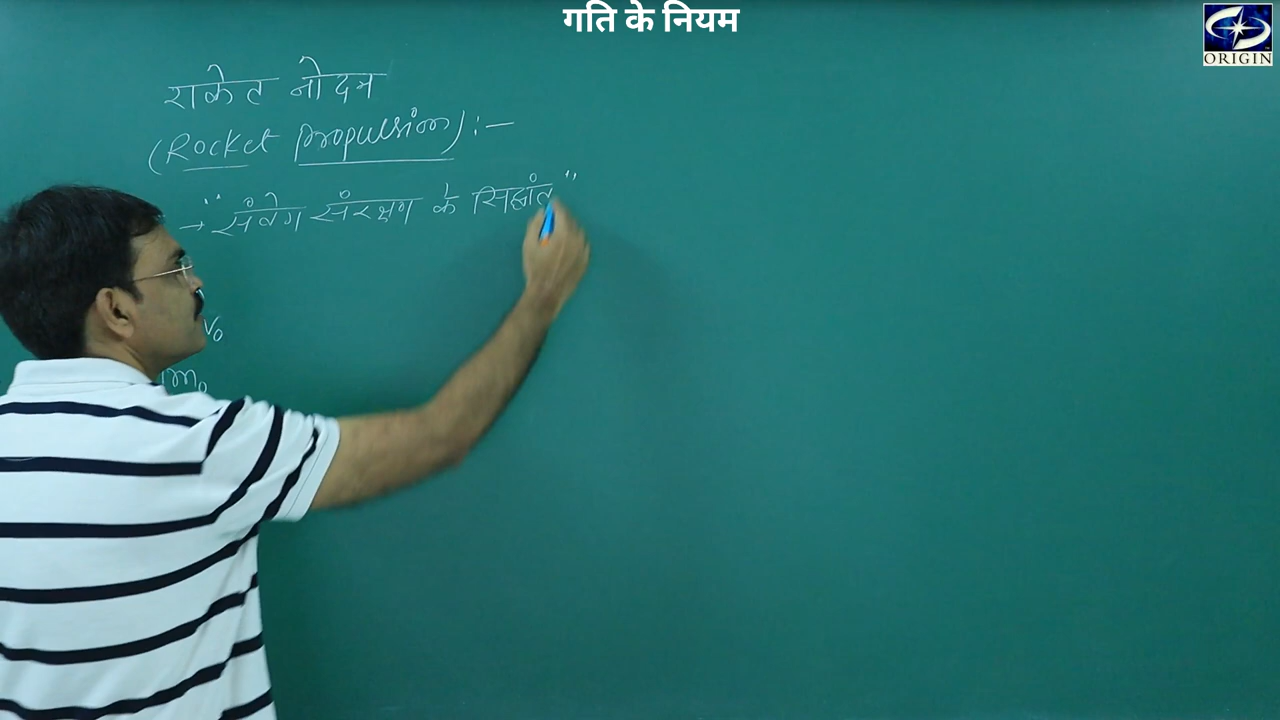 गति के नियम
ORIGIN
राकेट नोदन
(Rocket Propulsion) :-
→ "संवेग संरक्षण के सिद्धांत"
v₀
m₀